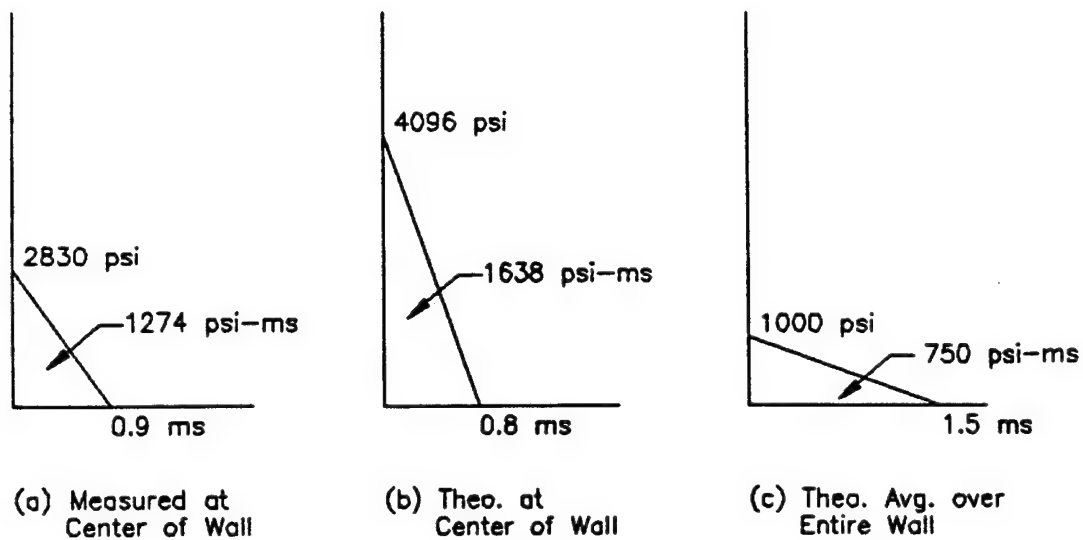 2830 psi
1274 psi-ms
0.9 ms
(a) Measured at
Center of Wall
4096 psi
1638 psi-ms
0.8 ms
(b) Theo. at
Center of Wall
1000 psi
750 psi-ms
1.5 ms
(c) Theo. Avg. over
Entire Wall